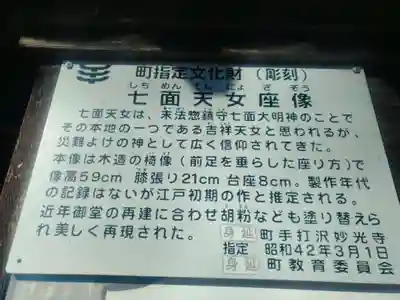 町指定文化財（彫刻）
しちめんてんにょざぞう
七面天女座像
七面天女は、末法惣鎮守七面大明神のことで
その本地の一つである吉祥天女と思われるが、
災難よけの神として広く信仰されてきた。
本像は木造の椅像（前足を垂らした座り方）で
像高59cm 膝張り21cm 台座8cm。製作年代
の記録はないが江戸初期の作と推定される。
近年御堂の再建に合わせ胡粉なども塗り替えら
れ美しく再現された。 身延 町手打沢妙光寺
指定 昭和42年3月1日
身延 町教育委員会